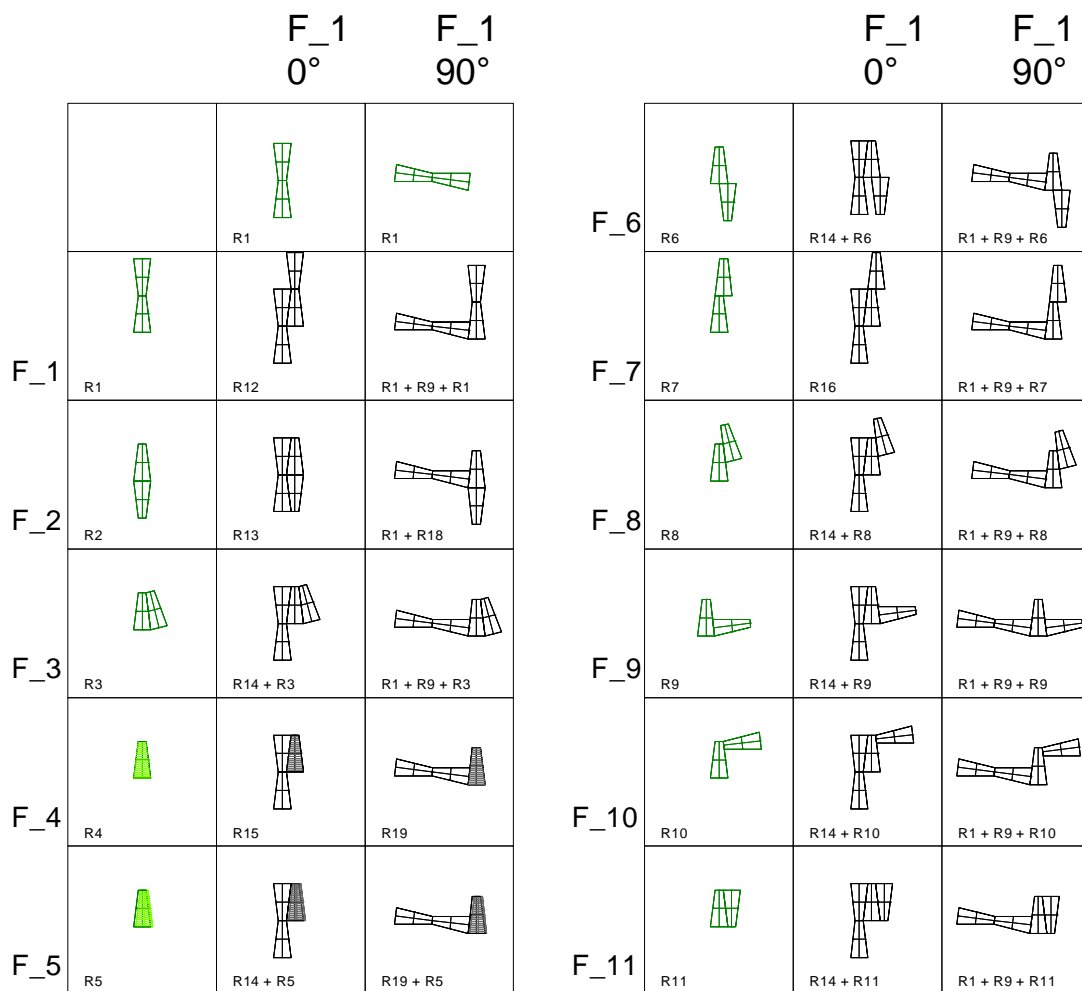 F_1 F_1 F_1 F_1
0° 90° 0° 90°
R1 R1 F_6 R6 R14 + R6 R1 + R9 + R6
F_1 R1 R12 R1 + R9 + R1 F_7 R7 R16 R1 + R9 + R7
F_2 R2 R13 R1 + R18 F_8 R8 R14 + R8 R1 + R9 + R8
F_3 R3 R14 + R3 R1 + R9 + R3 F_9 R9 R14 + R9 R1 + R9 + R9
F_4 R4 R15 R19 F_10 R10 R14 + R10 R1 + R9 + R10
F_5 R5 R14 + R5 R19 + R5 F_11 R11 R14 + R11 R1 + R9 + R11